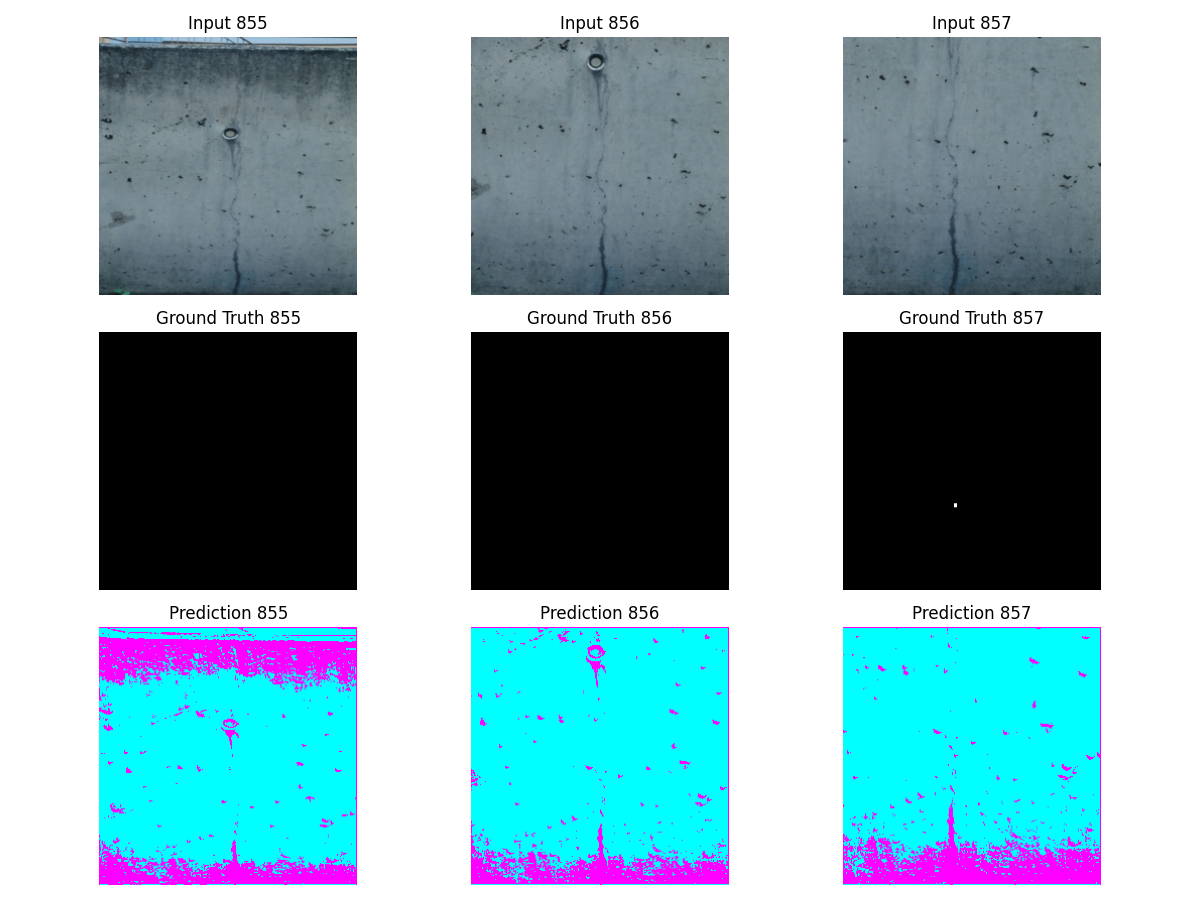 Input 855
Input 856
Input 857
Ground Truth 855
Ground Truth 856
Ground Truth 857
Prediction 855
Prediction 856
Prediction 857